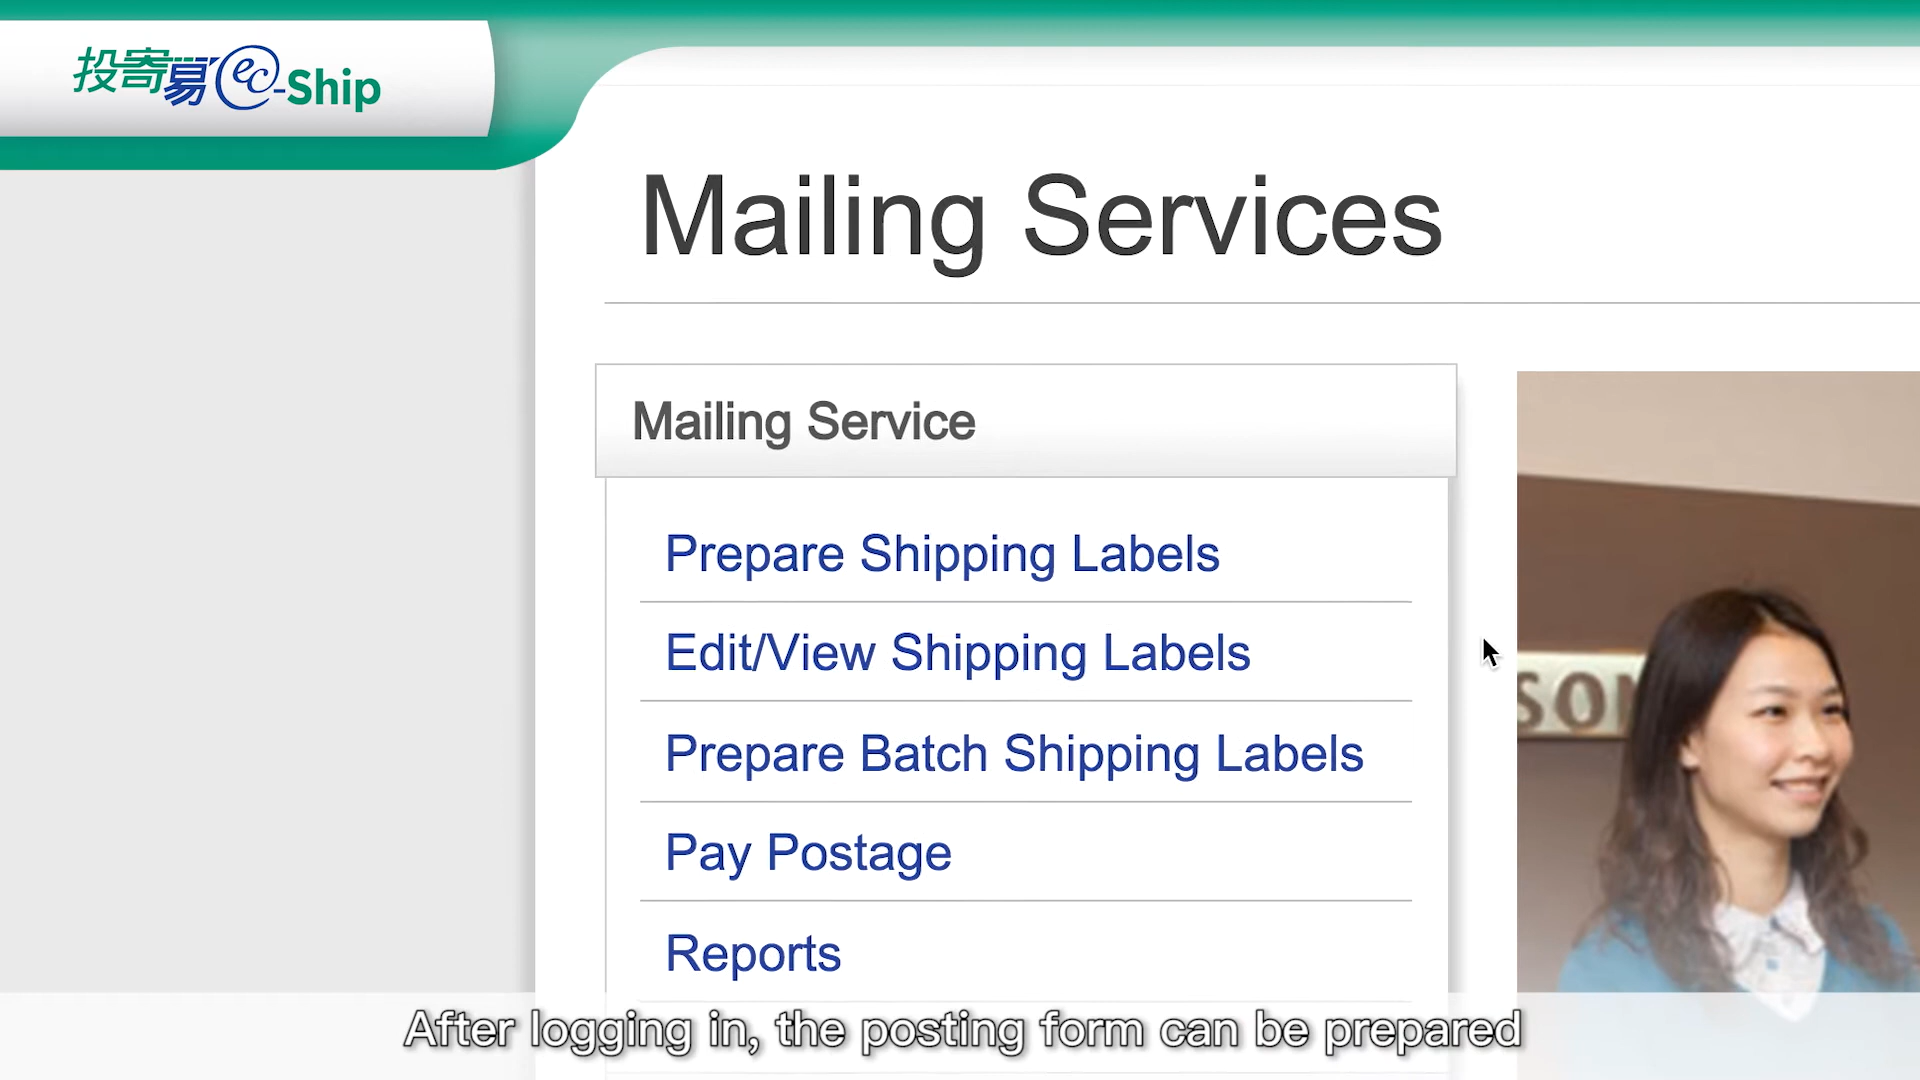 投寄易 ec-Ship
Mailing Services
Mailing Service
Prepare Shipping Labels
Edit/View Shipping Labels
Prepare Batch Shipping Labels
Pay Postage
Reports
SON
After logging in, the posting form can be prepared